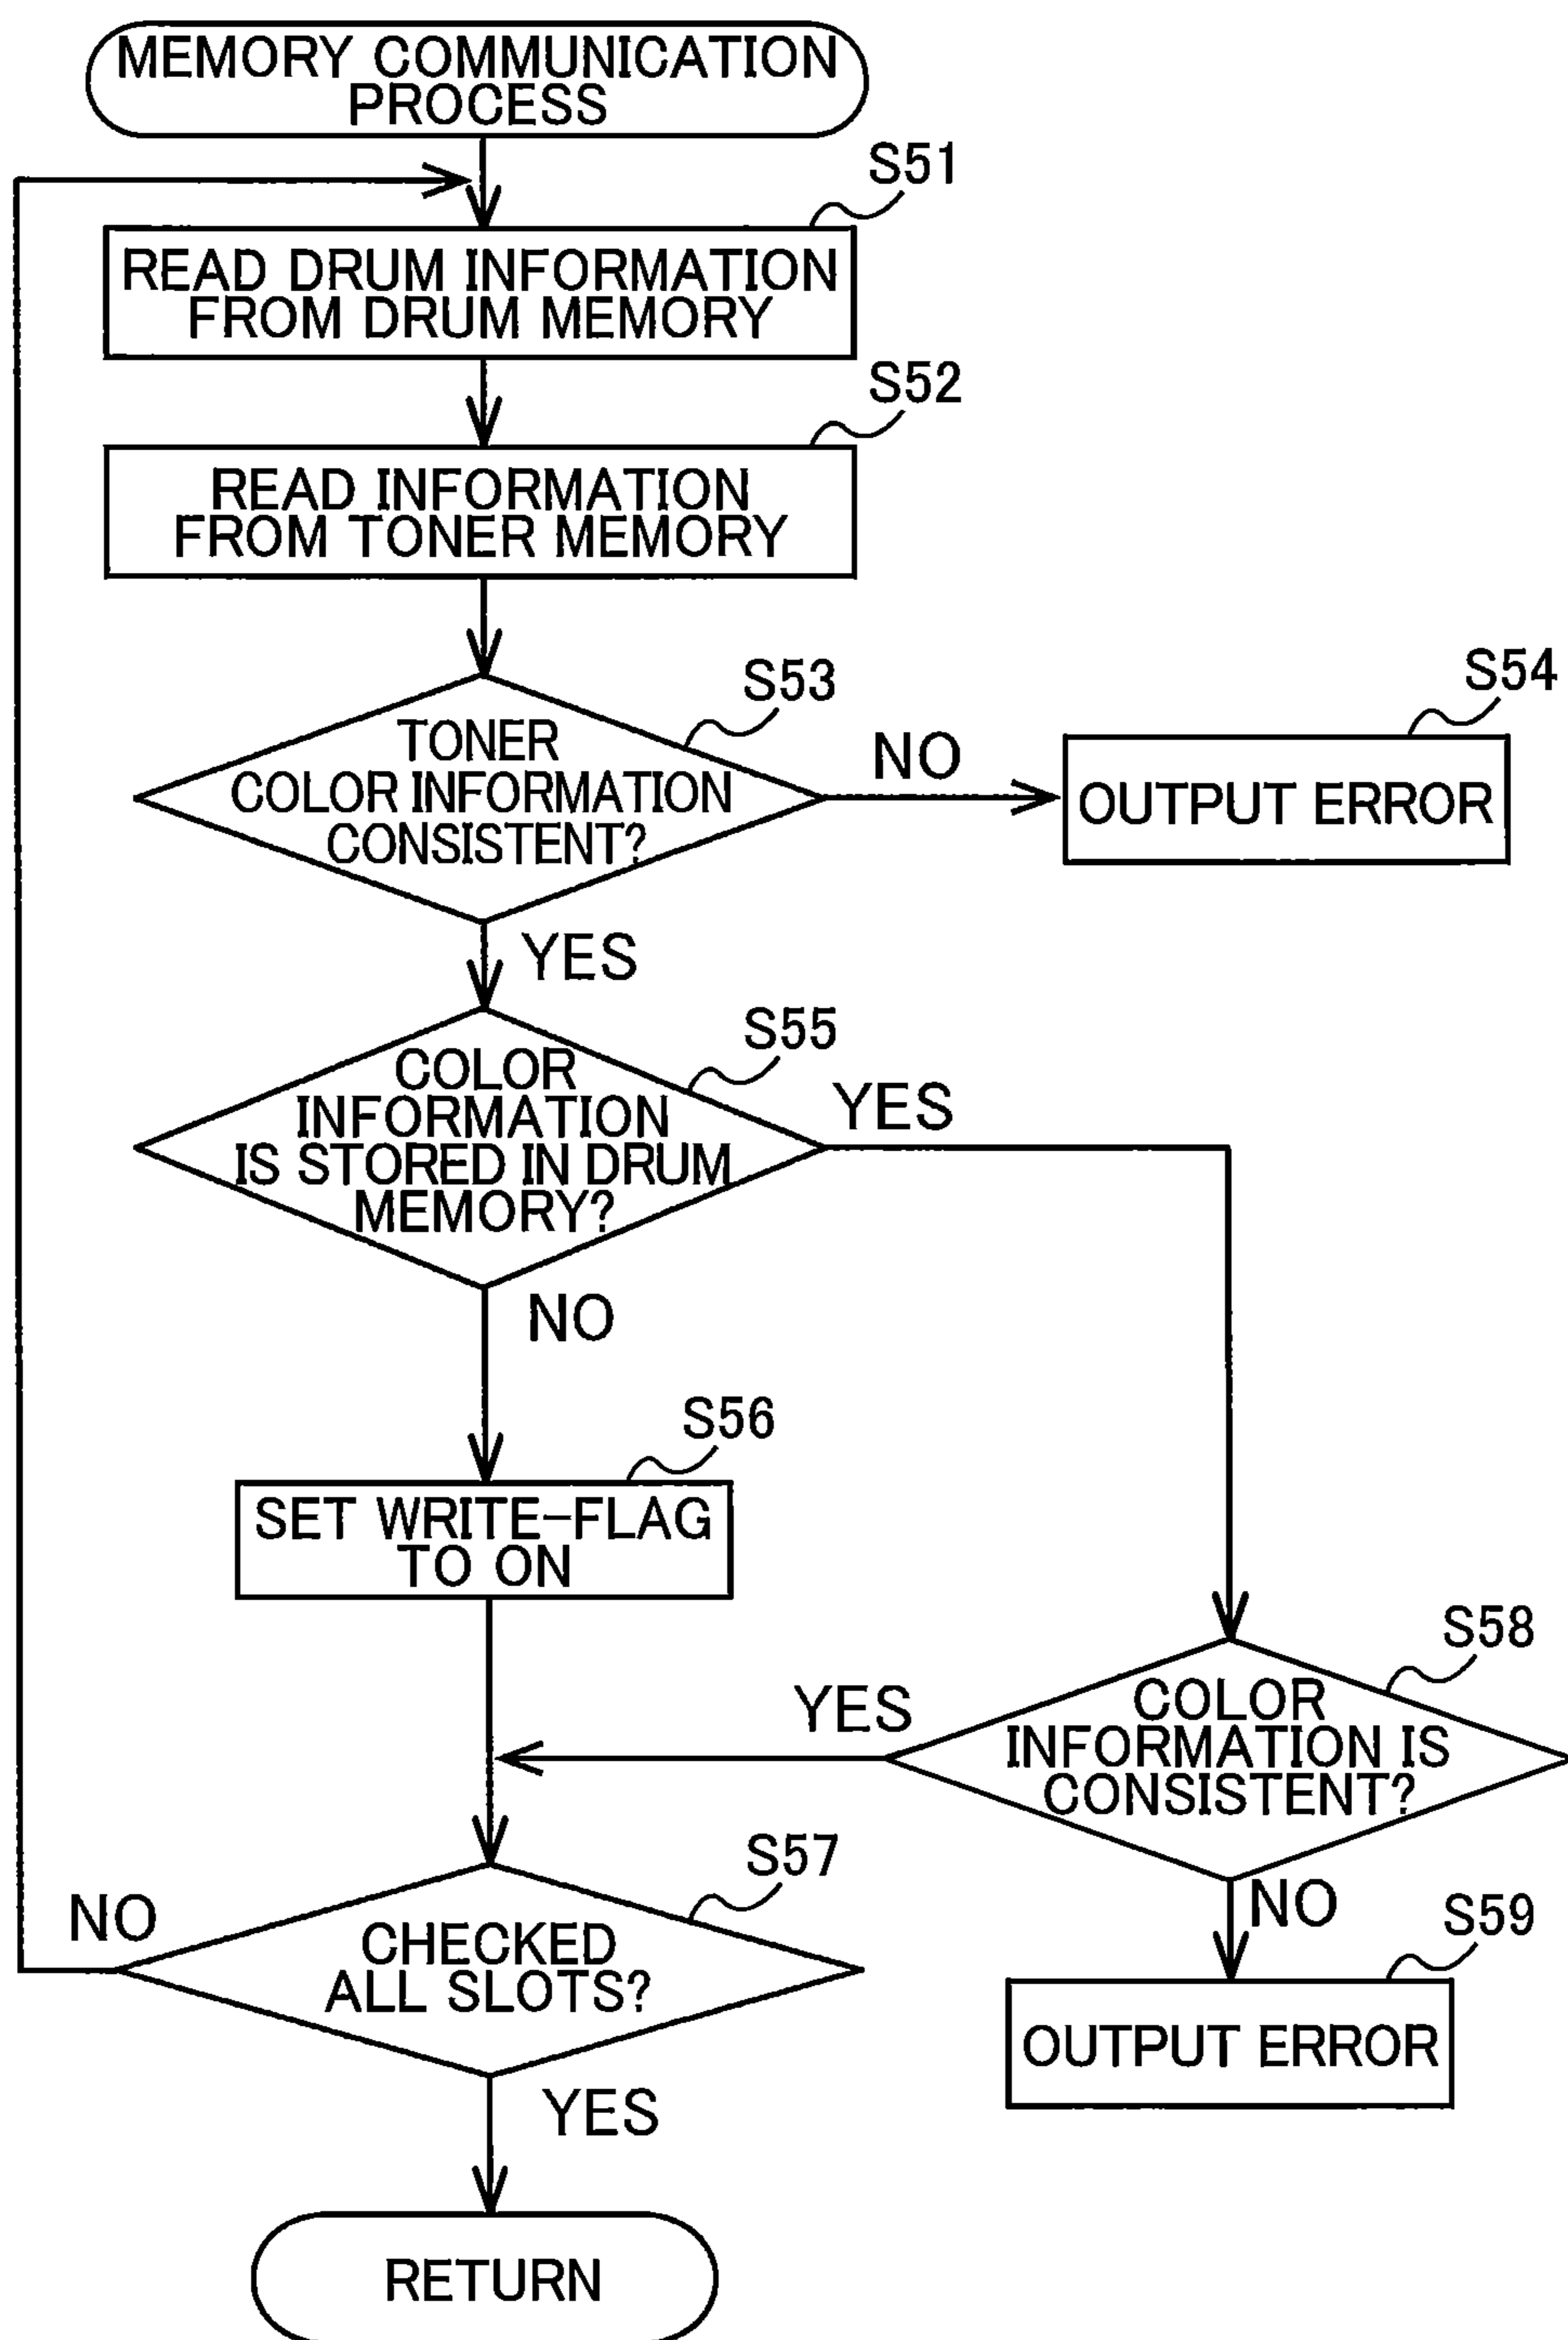 MEMORY COMMUNICATION
PROCESS
S51
READ DRUM INFORMATION
FROM DRUM MEMORY
S52
READ INFORMATION
FROM TONER MEMORY
S53
TONER
COLOR INFORMATION
CONSISTENT?
NO
S54
OUTPUT ERROR
YES
S55
COLOR
INFORMATION
IS STORED IN DRUM
MEMORY?
YES
NO
S56
SET WRITE-FLAG
TO ON
S58
COLOR
INFORMATION IS
CONSISTENT?
YES
S57
CHECKED
ALL SLOTS?
NO
NO
S59
OUTPUT ERROR
YES
RETURN